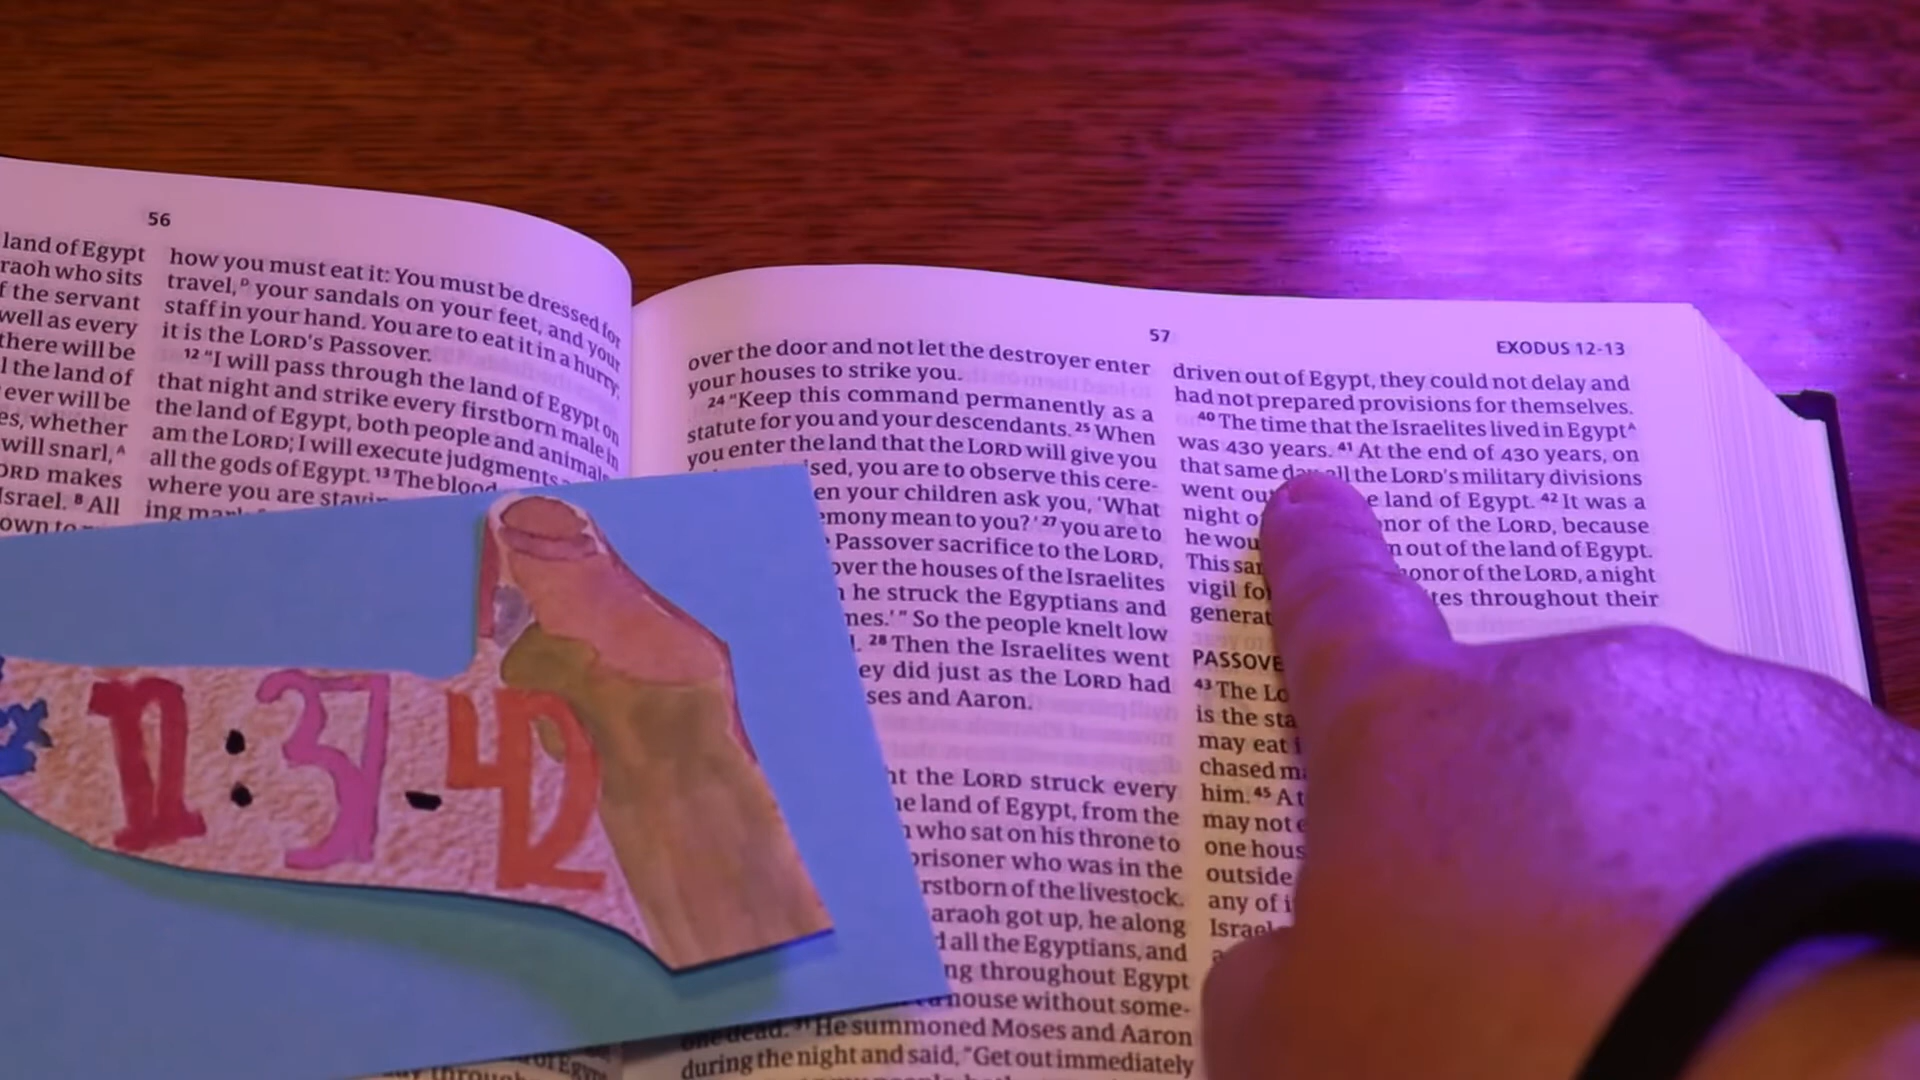 56
land of Egypt
raoh who sits
f the servant
well as every
there will be
l the land of
ever will be
es, whether
will snarl,ᴬ
ORD makes
Israel. 8 All
own to
how you must eat it: You must be dressed for
travel,ᴰ your sandals on your feet, and your
staff in your hand. You are to eat it in a hurry;
it is the LORD's Passover.
12 "I will pass through the land of Egypt on
that night and strike every firstborn male in
the land of Egypt, both people and animals.
am the LORD; I will execute judgments
all the gods of Egypt. 13 The blood
where you are stayin
ing mark
12:37-42
57
over the door and not let the destroyer enter
your houses to strike you.
24 "Keep this command permanently as a
statute for you and your descendants. 25 When
you enter the land that the LORD will give you
ised, you are to observe this cere-
en your children ask you, 'What
emony mean to you?' 27 you are to
Passover sacrifice to the LORD,
over the houses of the Israelites
he struck the Egyptians and
mes.' " So the people knelt low
28 Then the Israelites went
ey did just as the LORD had
ses and Aaron.
ht the LORD struck every
he land of Egypt, from the
who sat on his throne to
prisoner who was in the
rstborn of the livestock.
araoh got up, he along
d all the Egyptians, and
ng throughout Egypt
house without some-
one dead. 31 He summoned Moses and Aaron
during the night and said, "Get out immediately
EXODUS 12-13
driven out of Egypt, they could not delay and
had not prepared provisions for themselves.
40 The time that the Israelites lived in Egyptᴬ
was 430 years. 41 At the end of 430 years, on
that same day all the LORD's military divisions
went out e land of Egypt. 42 It was a
night o nor of the LORD, because
he wou n out of the land of Egypt.
This sam onor of the LORD, a night
vigil fo tes throughout their
generat
PASSOVE
43 The Lo
is the sta
may eat i
chased m
him. 45 A t
may not e
one hous
outside
any of i
Israel